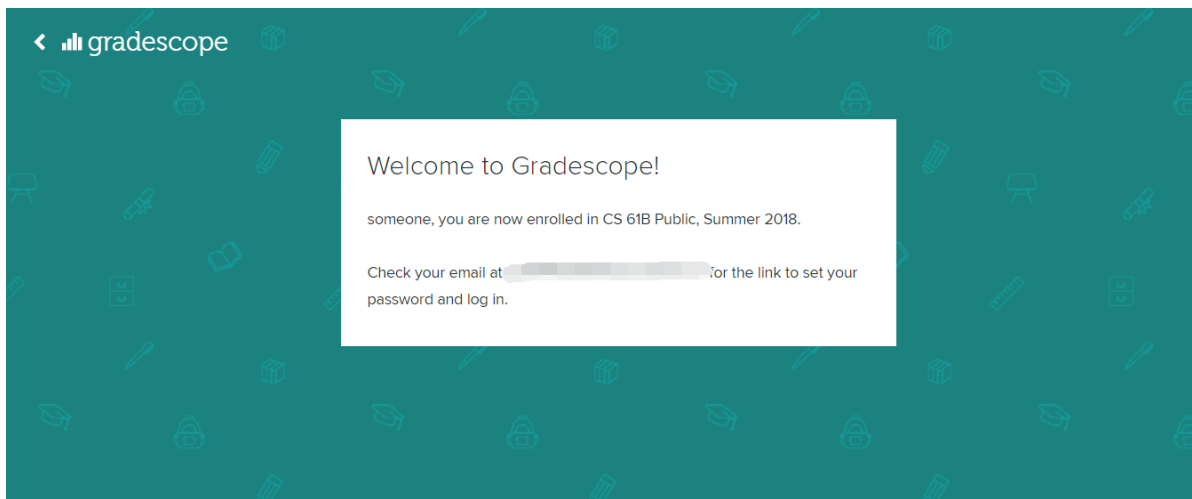 gradescope
Welcome to Gradescope!
someone, you are now enrolled in CS 61B Public, Summer 2018.
Check your email at for the link to set your
password and log in.